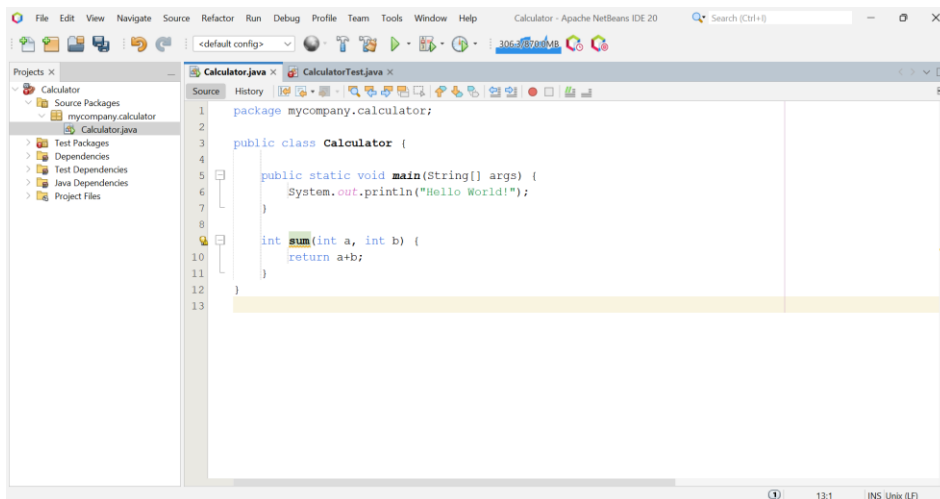 File Edit View Navigate Source Refactor Run Debug Profile Team Tools Window Help Calculator - Apache NetBeans IDE 20 Search (Ctrl+I)
<default config>
Projects
Calculator
Source Packages
mycompany.calculator
Calculator.java
Test Packages
Dependencies
Test Dependencies
Java Dependencies
Project Files
Calculator.java CalculatorTest.java
Source History
1 package mycompany.calculator;
2
3 public class Calculator {
4
5 public static void main(String[] args) {
6 System.out.println("Hello World!");
7 }
8
int sum(int a, int b) {
10 return a+b;
11 }
12 }
13
1 13:1 INS Unix (LF)